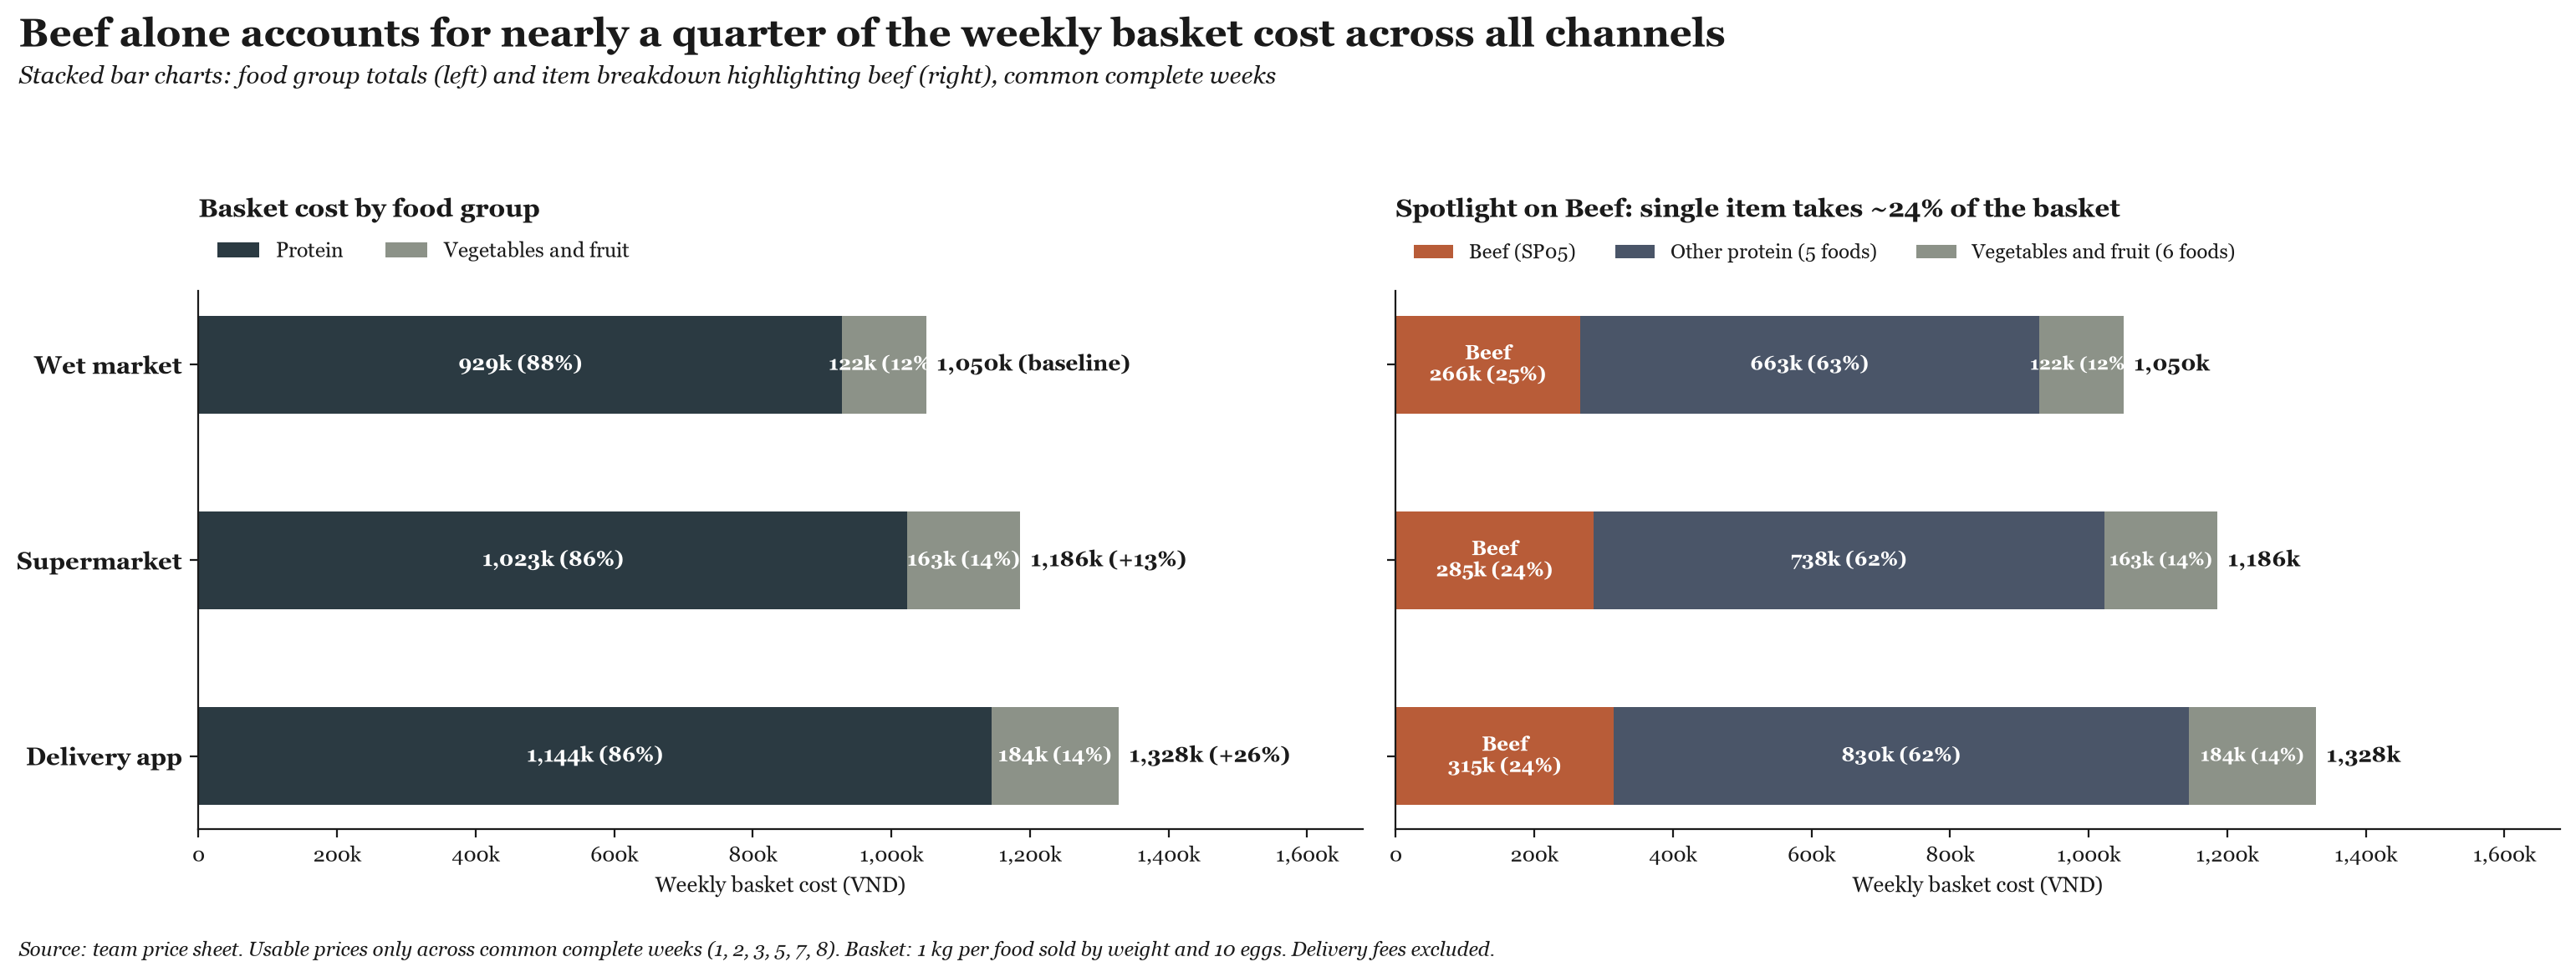 Beef alone accounts for nearly a quarter of the weekly basket cost across all channels
Stacked bar charts: food group totals (left) and item breakdown highlighting beef (right), common complete weeks
Basket cost by food group
Protein
Vegetables and fruit
Wet market
929k (88%)
122k (12%
1,050k (baseline)
Supermarket
1,023k (86%)
163k (14%)
1,186k (+13%)
Delivery app
1,144k (86%)
184k (14%)
1,328k (+26%)
0
200k
400k
600k
800k
1,000k
1,200k
1,400k
1,600k
Weekly basket cost (VND)
Spotlight on Beef: single item takes ~24% of the basket
Beef (SP05)
Other protein (5 foods)
Vegetables and fruit (6 foods)
Beef
266k (25%)
663k (63%)
122k (12%
1,050k
Beef
285k (24%)
738k (62%)
163k (14%)
1,186k
Beef
315k (24%)
830k (62%)
184k (14%)
1,328k
0
200k
400k
600k
800k
1,000k
1,200k
1,400k
1,600k
Weekly basket cost (VND)
Source: team price sheet. Usable prices only across common complete weeks (1, 2, 3, 5, 7, 8). Basket: 1 kg per food sold by weight and 10 eggs. Delivery fees excluded.